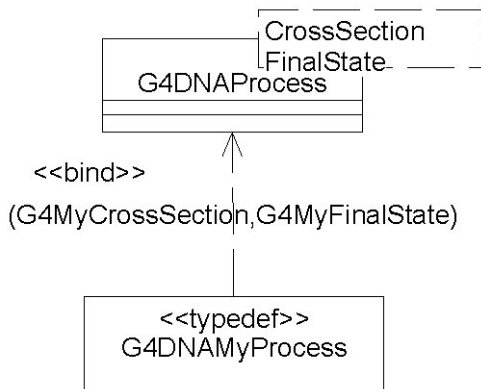 CrossSection
FinalState
G4DNAProcess
<<bind>>
(G4MyCrossSection,G4MyFinalState)
<<typedef>>
G4DNAMyProcess